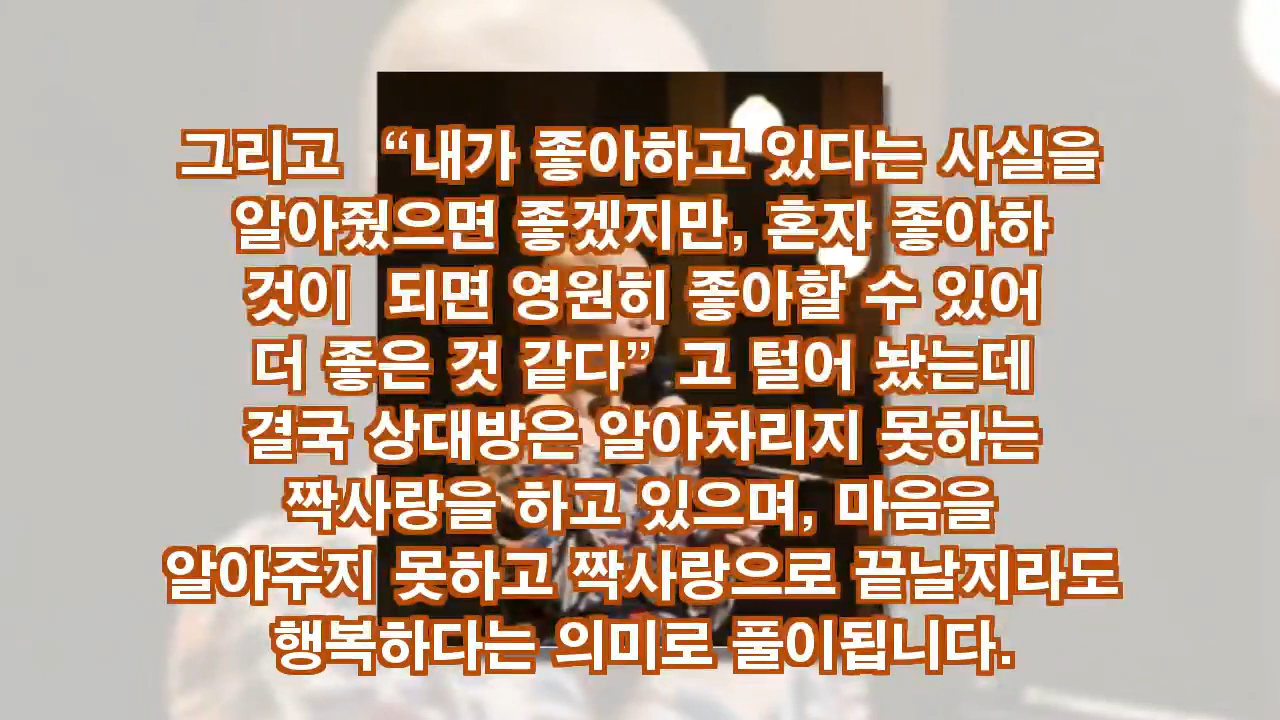 그리고 “내가 좋아하고 있다는 사실을
알아줬으면 좋겠지만, 혼자 좋아하
것이 되면 영원히 좋아할 수 있어
더 좋은 것 같다” 고 털어 놨는데
결국 상대방은 알아차리지 못하는
짝사랑을 하고 있으며, 마음을
알아주지 못하고 짝사랑으로 끝날지라도
행복하다는 의미로 풀이됩니다.